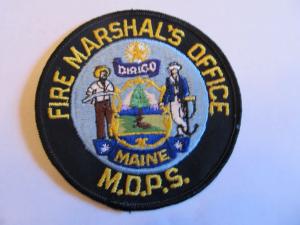 FIRE MARSHAL'S OFFICE
DIRIGO
MAINE
M.D.P.S.